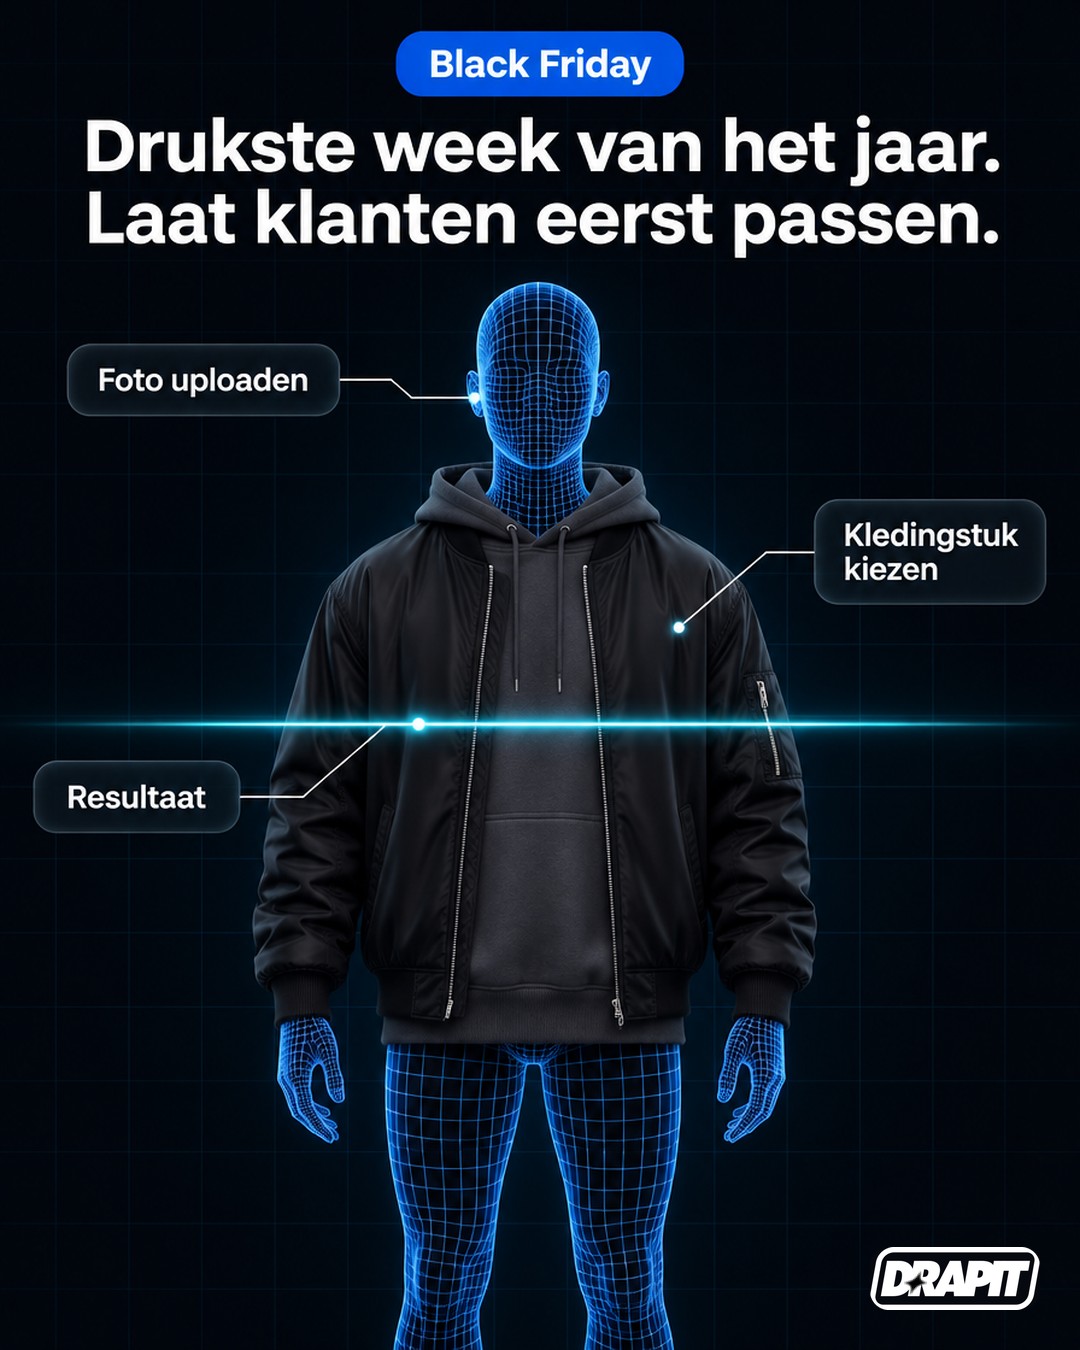 Black Friday
Drukste week van het jaar.
Laat klanten eerst passen.
Foto uploaden
Kledingstuk
kiezen
Resultaat
DRAPIT